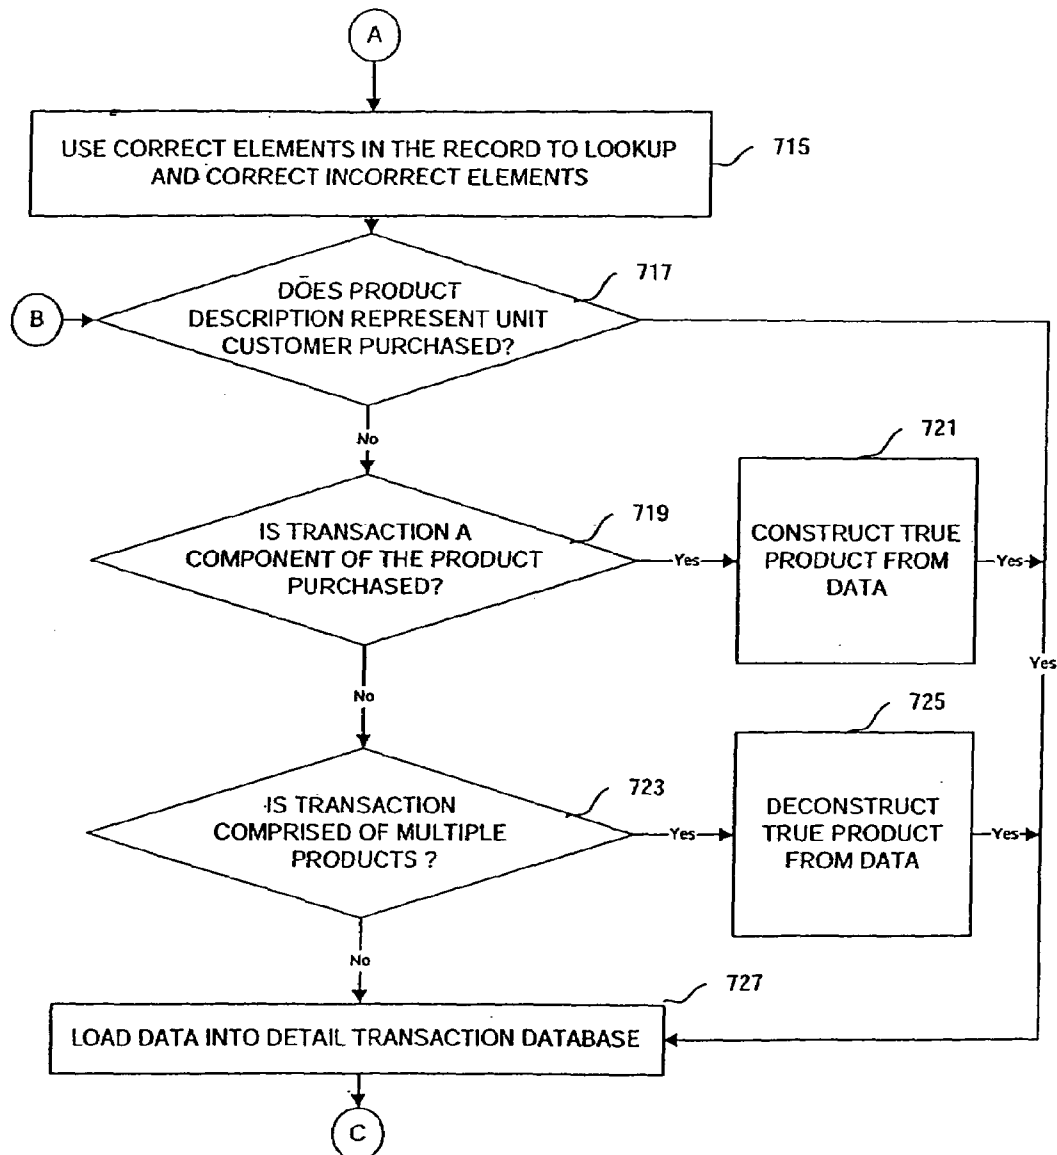 A
USE CORRECT ELEMENTS IN THE RECORD TO LOOKUP
AND CORRECT INCORRECT ELEMENTS
715
B
DOES PRODUCT
DESCRIPTION REPRESENT UNIT
CUSTOMER PURCHASED?
717
No
IS TRANSACTION A
COMPONENT OF THE PRODUCT
PURCHASED?
719
Yes
721
CONSTRUCT TRUE
PRODUCT FROM
DATA
Yes
Yes
No
IS TRANSACTION
COMPRISED OF MULTIPLE
PRODUCTS ?
723
Yes
725
DECONSTRUCT
TRUE PRODUCT
FROM DATA
Yes
No
727
LOAD DATA INTO DETAIL TRANSACTION DATABASE
C